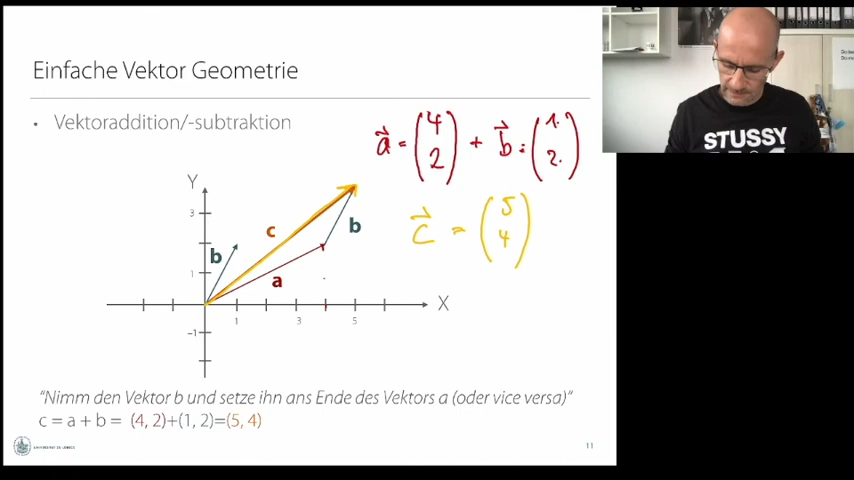 Einfache Vektor Geometrie
• Vektoraddition/-subtraktion
a = (4 2) + b = (1. 2.)
c = (5 4)
Y
3
1
-1
b
c
b
a
1
3
5
X
"Nimm den Vektor b und setze ihn ans Ende des Vektors a (oder vice versa)"
c = a + b = (4, 2)+(1, 2)=(5, 4)
11
STUSSY